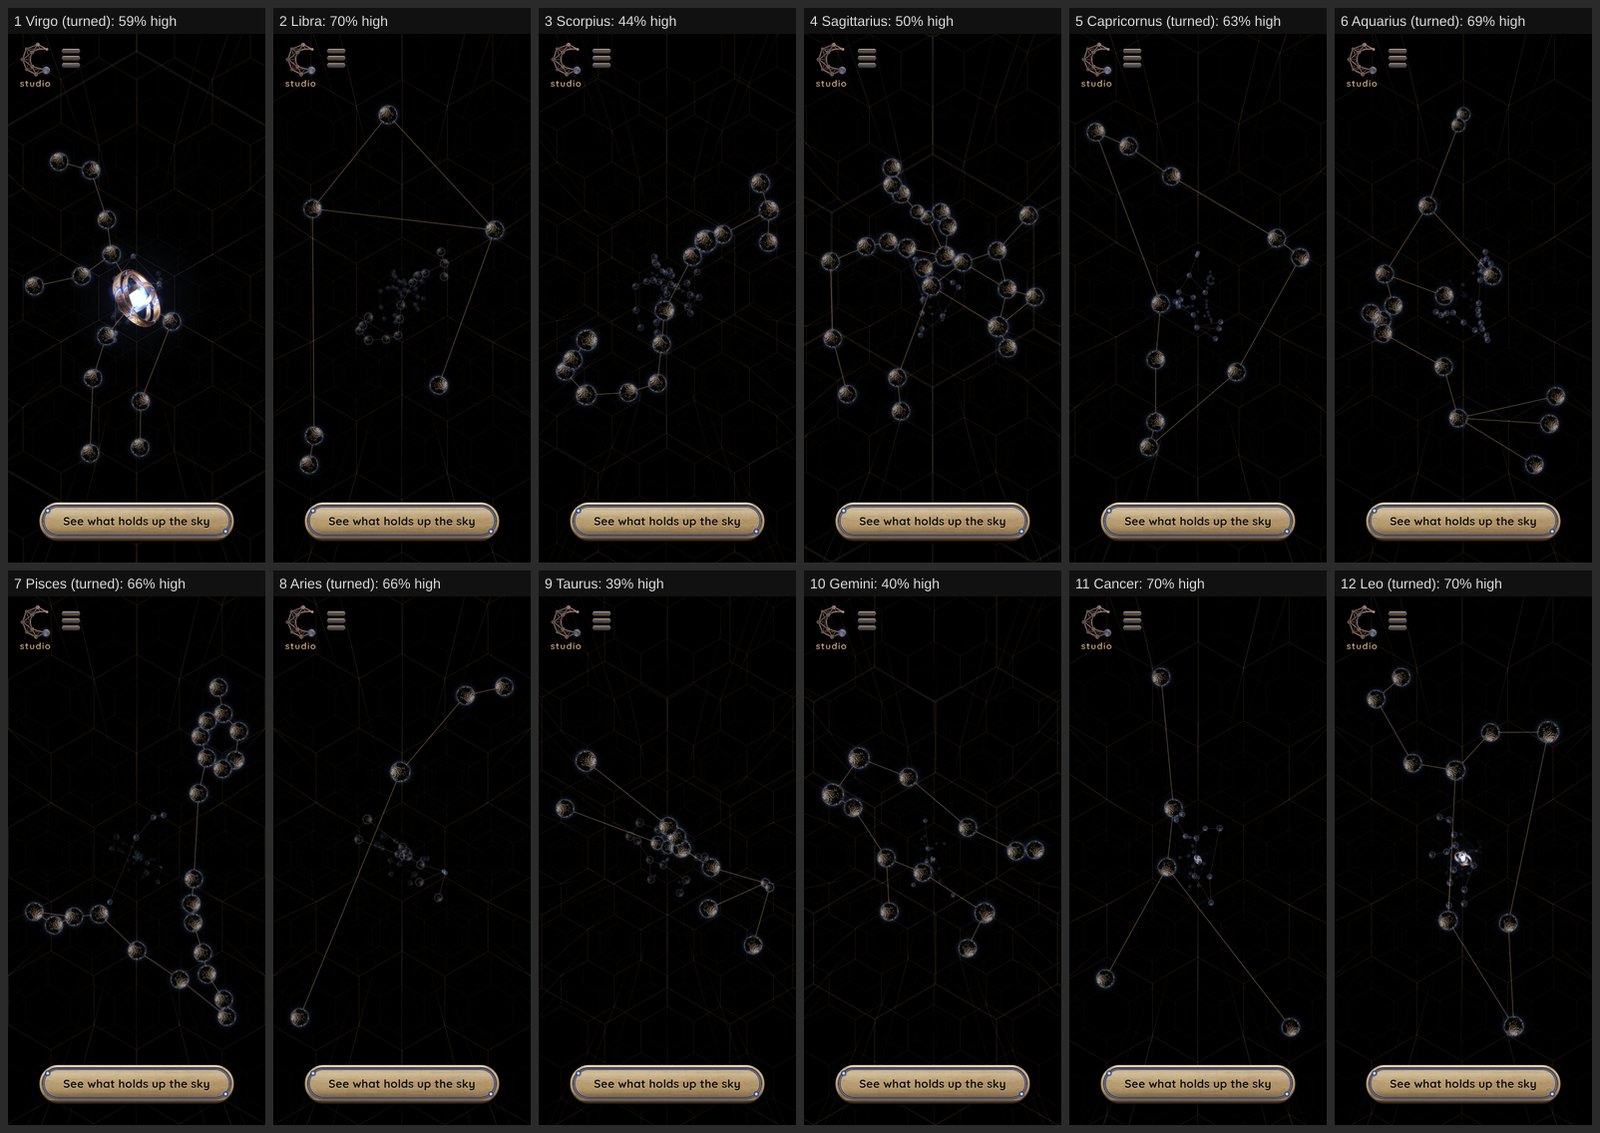 1 Virgo (turned): 59% high
2 Libra: 70% high
3 Scorpius: 44% high
4 Sagittarius: 50% high
5 Capricornus (turned): 63% high
6 Aquarius (turned): 69% high
studio
studio
studio
studio
studio
studio
See what holds up the sky
See what holds up the sky
See what holds up the sky
See what holds up the sky
See what holds up the sky
See what holds up the sky
7 Pisces (turned): 66% high
8 Aries (turned): 66% high
9 Taurus: 39% high
10 Gemini: 40% high
11 Cancer: 70% high
12 Leo (turned): 70% high
studio
studio
studio
studio
studio
studio
See what holds up the sky
See what holds up the sky
See what holds up the sky
See what holds up the sky
See what holds up the sky
See what holds up the sky